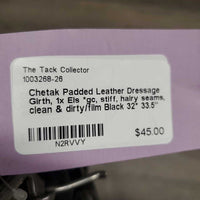 The Tack Collector
1003268-26
Chetak Padded Leather Dressage
Girth, 1x Els *gc, stiff, hairy seams,
clean & dirty/film Black 32" 33.5"
$45.00
N2RVVY